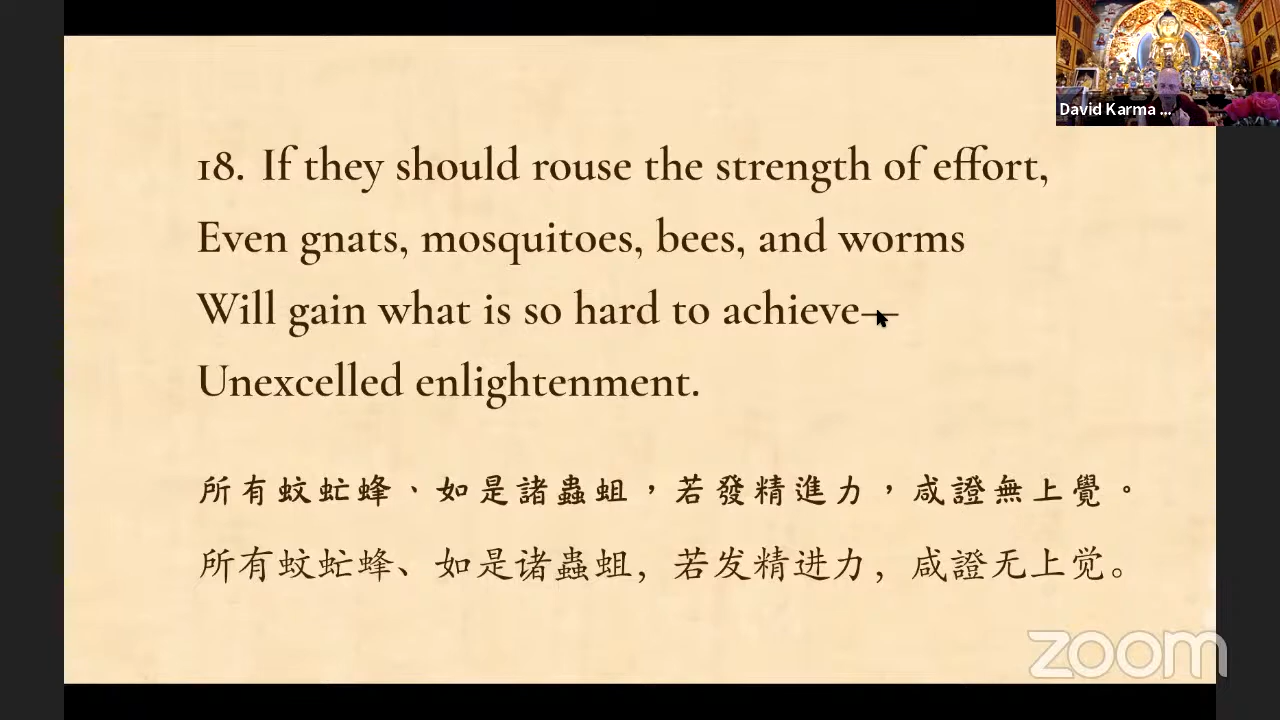 David Karma ...
18. If they should rouse the strength of effort,
Even gnats, mosquitoes, bees, and worms
Will gain what is so hard to achieve—
Unexcelled enlightenment.
所有蚊虻蜂、如是諸蟲蛆，若發精進力，咸證無上覺。
所有蚊虻蜂、如是诸蟲蛆，若发精进力，咸證无上觉。
zoom